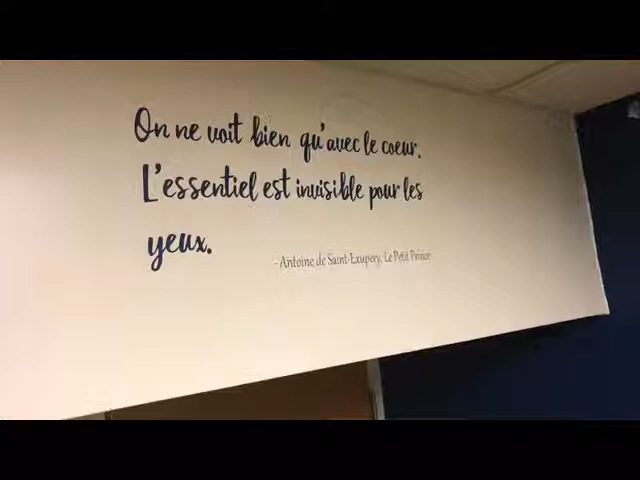 On ne voit bien qu'avec le coeur.
L'essentiel est invisible pour les
yeux.
-Antoine de Saint-Exupery, Le Petit Prince